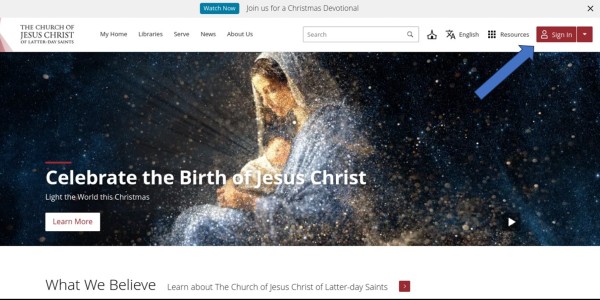 Watch Now Join us for a Christmas Devotional
THE CHURCH OF
JESUS CHRIST
OF LATTER-DAY SAINTS
My Home Libraries Serve News About Us Search English Resources Sign In
Celebrate the Birth of Jesus Christ
Light the World this Christmas
Learn More
What We Believe Learn about The Church of Jesus Christ of Latter-day Saints